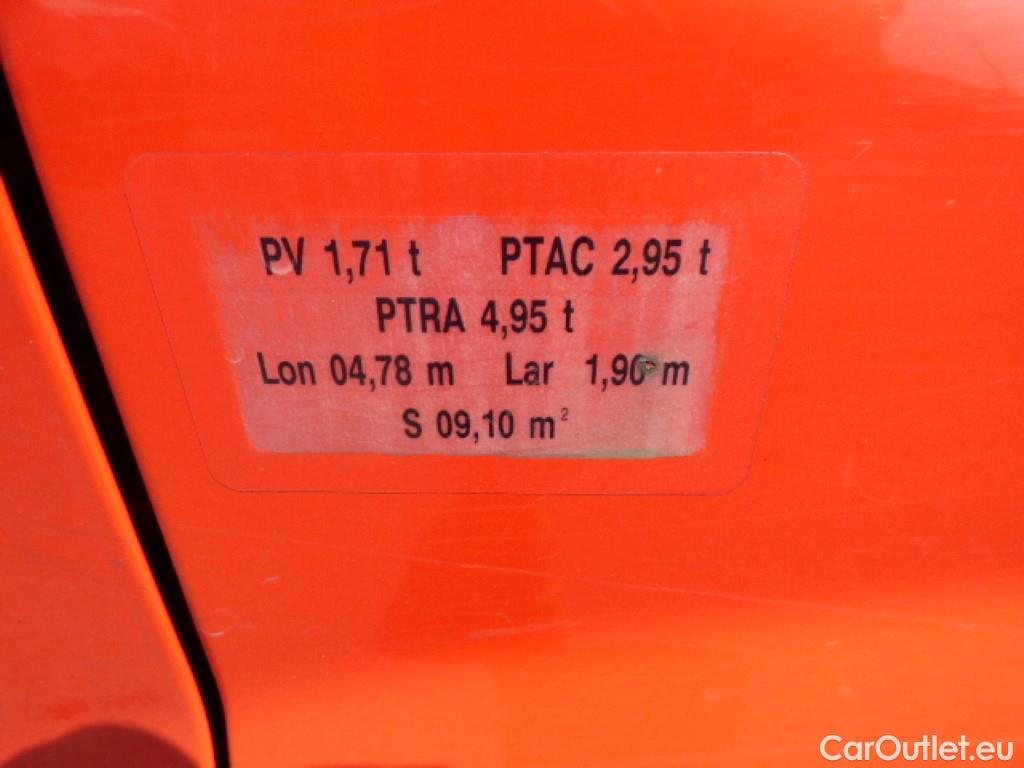 PV 1,71 t PTAC 2,95 t
PTRA 4,95 t
Lon 04,78 m Lar 1,90 m
S 09,10 m²
CarOutlet.eu